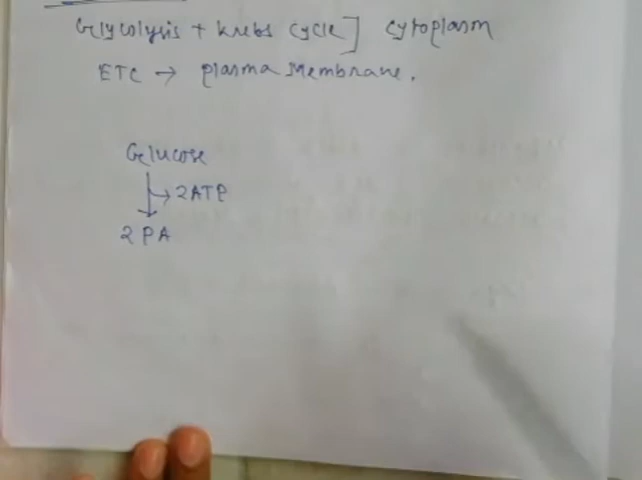 Glycolysis + Krebs cycle] cytoplasm
ETC → plasma Membrane.
Glucose
→ 2ATP
2 PA